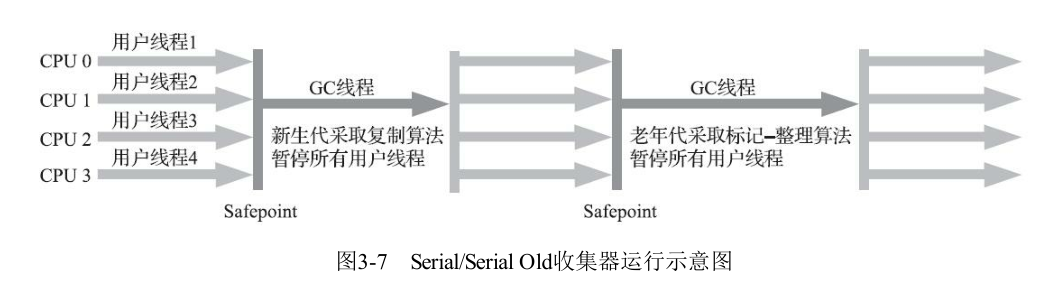 用户线程1
CPU 0
用户线程2
CPU 1
用户线程3
CPU 2
用户线程4
CPU 3
GC线程
新生代采取复制算法
暂停所有用户线程
GC线程
老年代采取标记–整理算法
暂停所有用户线程
Safepoint
Safepoint
图3-7 Serial/Serial Old收集器运行示意图